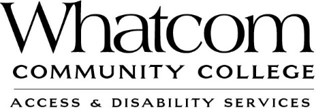 Whatcom
COMMUNITY COLLEGE
ACCESS & DISABILITY SERVICES